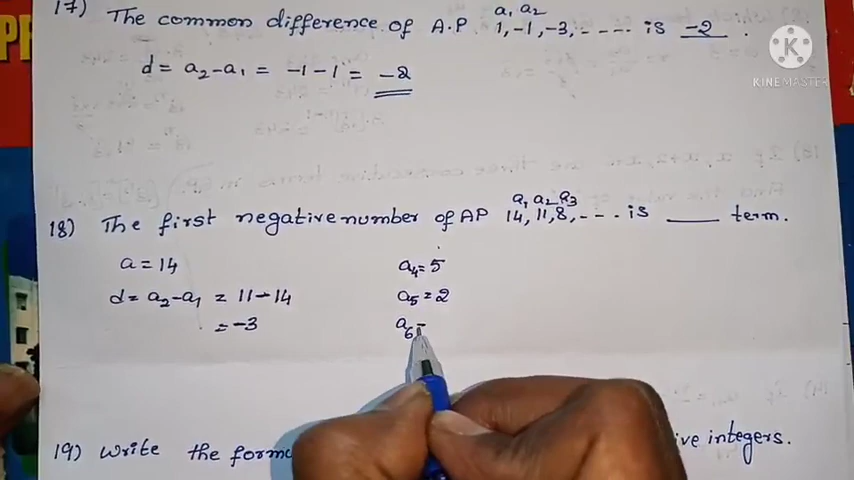 17) The common difference of A.P. 1, -1, -3, ---- is -2 .
a₁ a₂
d = a₂-a₁ = -1-1 = -2
KINEMASTER
18) The first negative number of AP 14, 11, 8, --- . is ____ term.
a₁ a₂ a₃
a = 14
a₄ = 5
d = a₂-a₁ = 11-14
a₅ = 2
= -3
a₆ -
19) Write the form
ive integers.